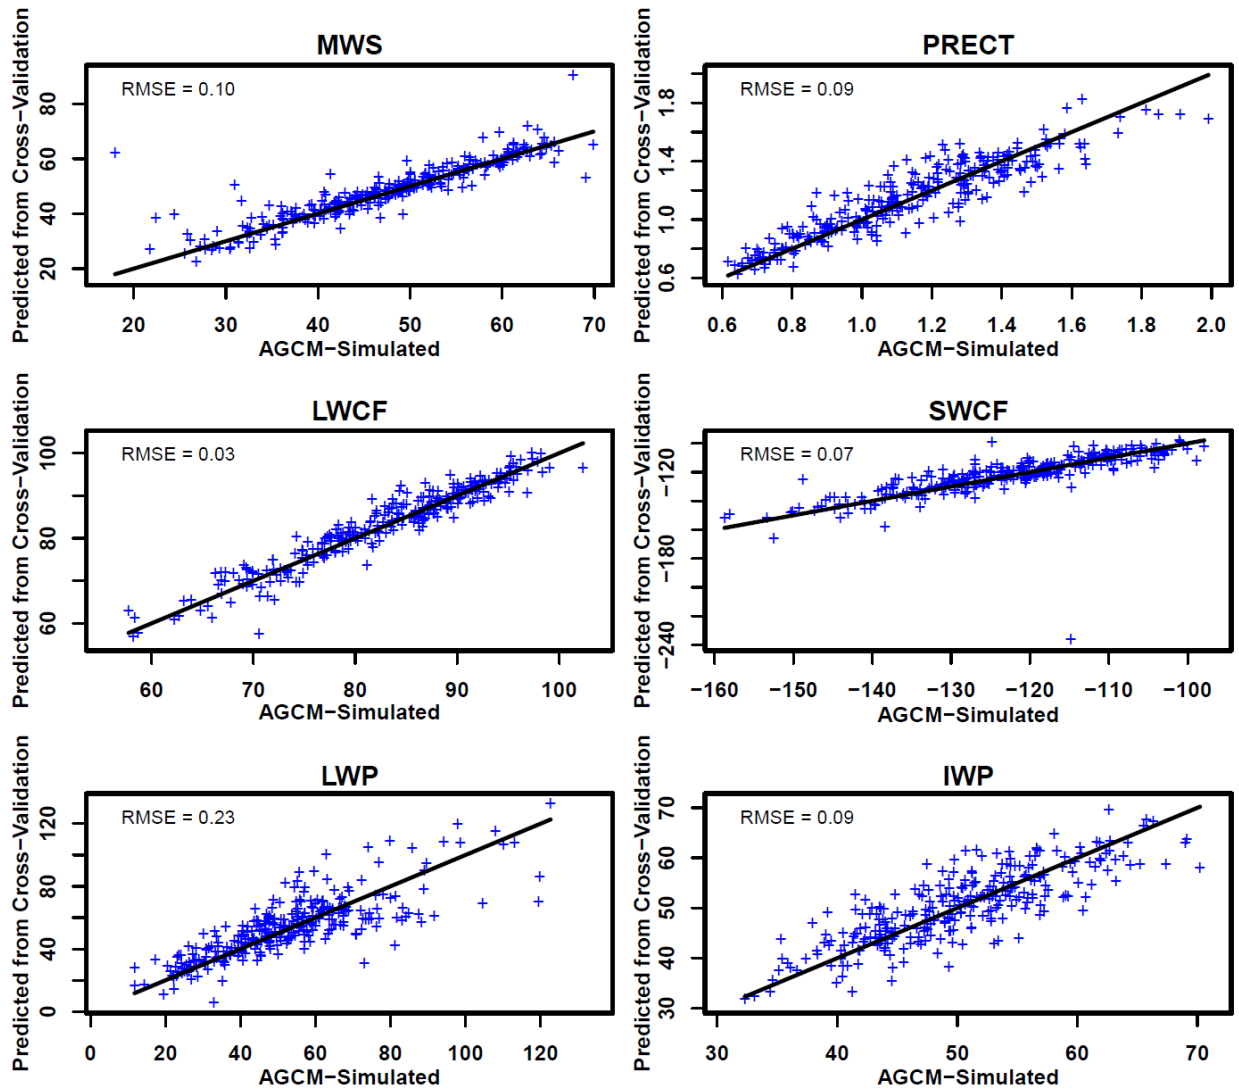 MWS
RMSE = 0.10
Predicted from Cross−Validation
20 40 60 80
20 30 40 50 60 70
AGCM−Simulated
PRECT
RMSE = 0.09
Predicted from Cross−Validation
0.6 1.0 1.4 1.8
0.6 0.8 1.0 1.2 1.4 1.6 1.8 2.0
AGCM−Simulated
LWCF
RMSE = 0.03
Predicted from Cross−Validation
60 80 100
60 70 80 90 100
AGCM−Simulated
SWCF
RMSE = 0.07
Predicted from Cross−Validation
−240 −180 −120
−160 −150 −140 −130 −120 −110 −100
AGCM−Simulated
LWP
RMSE = 0.23
Predicted from Cross−Validation
0 40 80 120
0 20 40 60 80 100 120
AGCM−Simulated
IWP
RMSE = 0.09
Predicted from Cross−Validation
30 40 50 60 70
30 40 50 60 70
AGCM−Simulated